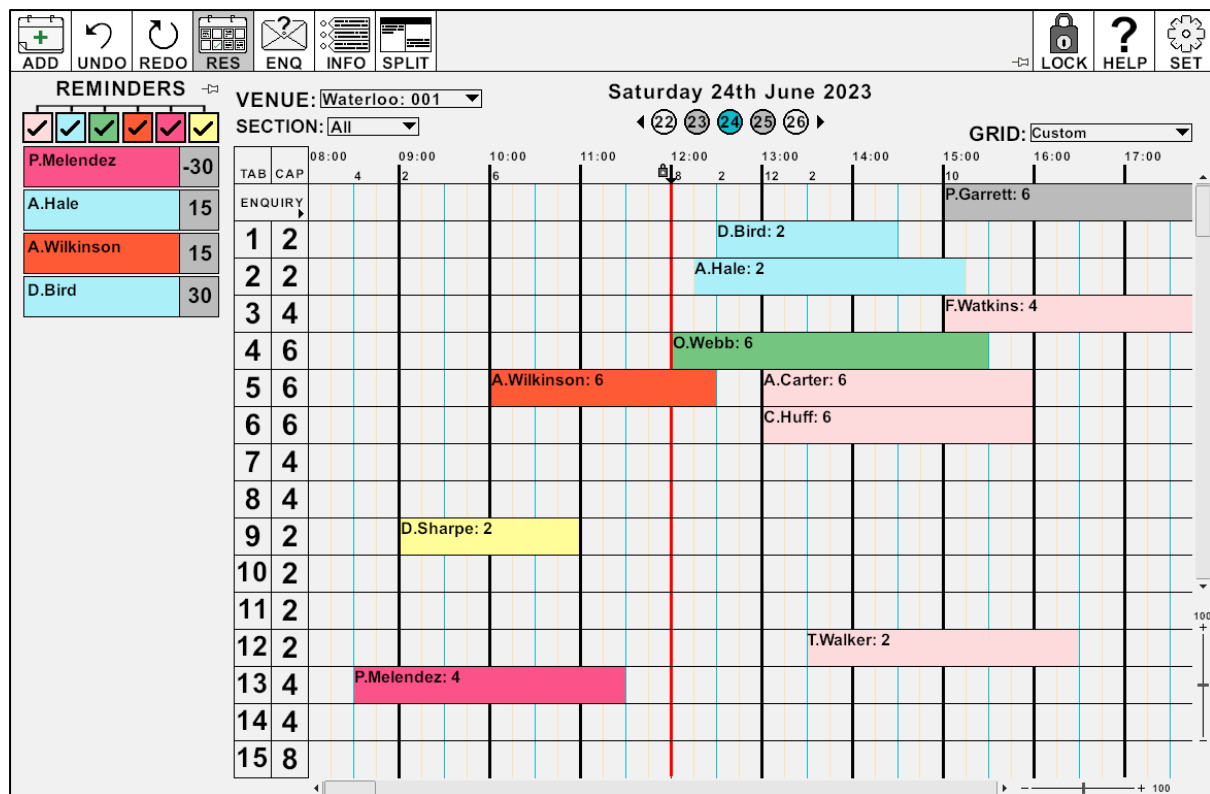 ADD UNDO REDO RES ENQ INFO SPLIT LOCK HELP SET
REMINDERS
P.Melendez -30
A.Hale 15
A.Wilkinson 15
D.Bird 30
VENUE: Waterloo: 001
SECTION: All
Saturday 24th June 2023
22 23 24 25 26
GRID: Custom
08:00 09:00 10:00 11:00 12:00 13:00 14:00 15:00 16:00 17:00
TAB CAP 4 2 6 8 2 12 2 10
ENQUIRY P.Garrett: 6
1 2 D.Bird: 2
2 2 A.Hale: 2
3 4 F.Watkins: 4
4 6 O.Webb: 6
5 6 A.Wilkinson: 6 A.Carter: 6
6 6 C.Huff: 6
7 4
8 4
9 2 D.Sharpe: 2
10 2
11 2
12 2 T.Walker: 2
13 4 P.Melendez: 4
14 4
15 8
100
100